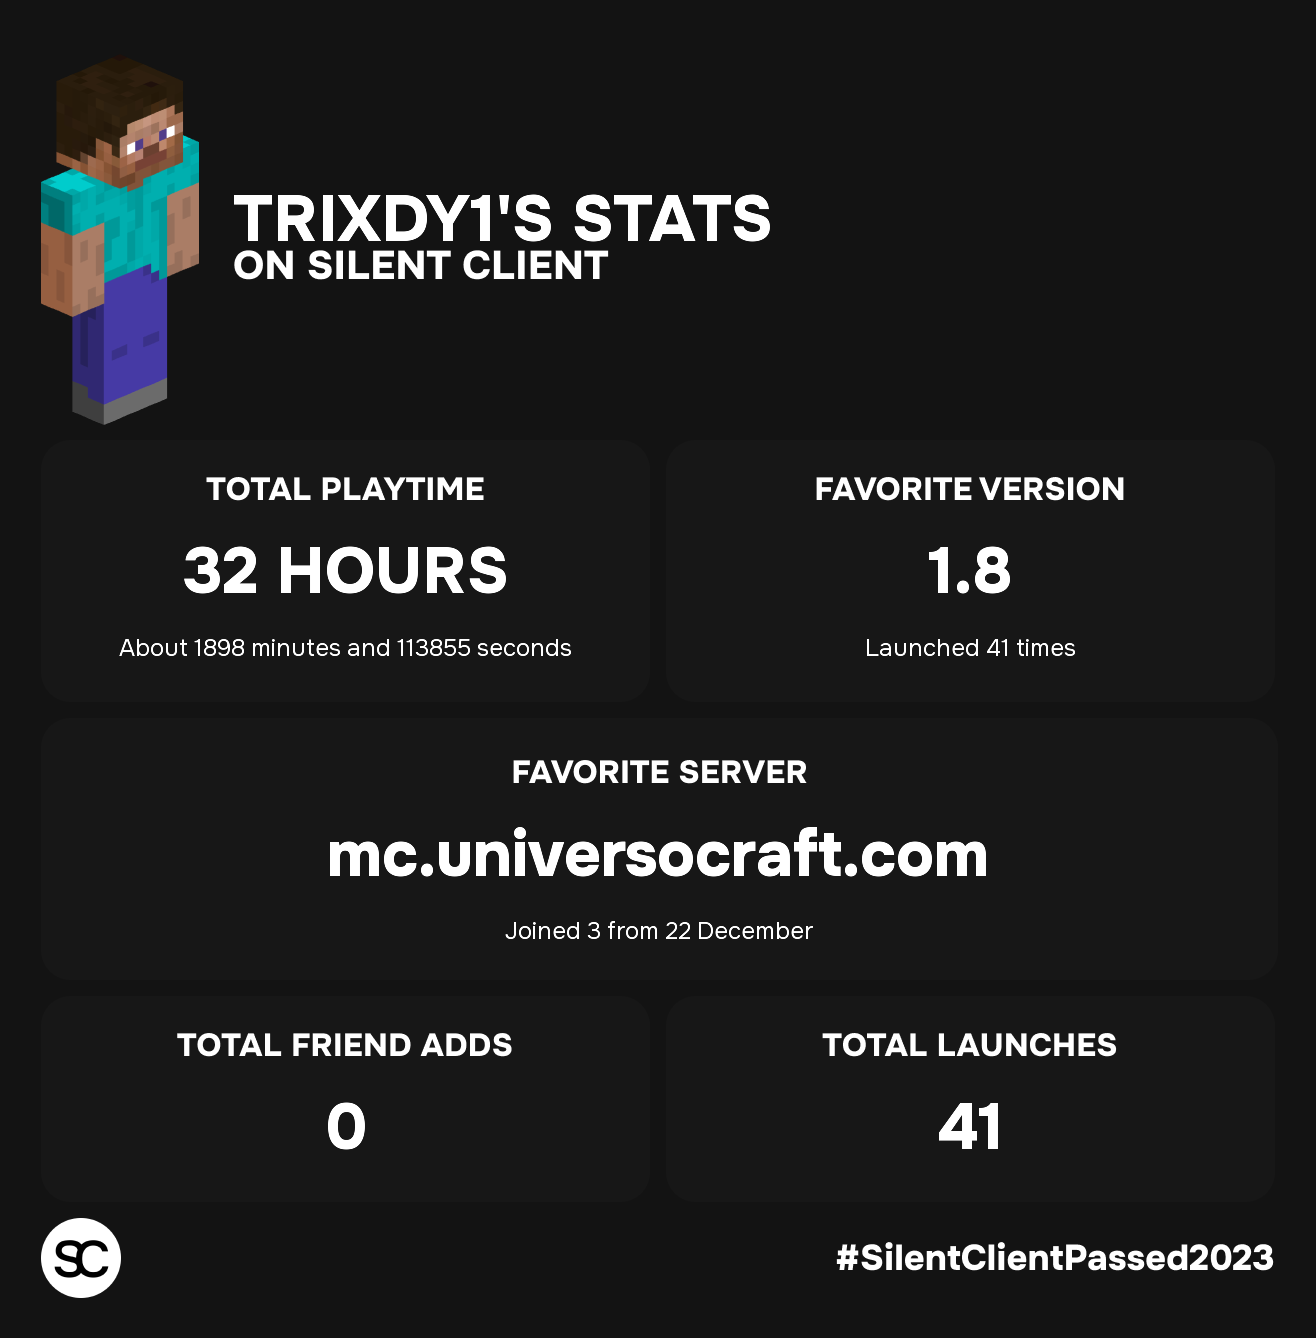 TRIXDY1'S STATS
ON SILENT CLIENT
TOTAL PLAYTIME
32 HOURS
About 1898 minutes and 113855 seconds
FAVORITE VERSION
1.8
Launched 41 times
FAVORITE SERVER
mc.universocraft.com
Joined 3 from 22 December
TOTAL FRIEND ADDS
0
TOTAL LAUNCHES
41
SC
#SilentClientPassed2023